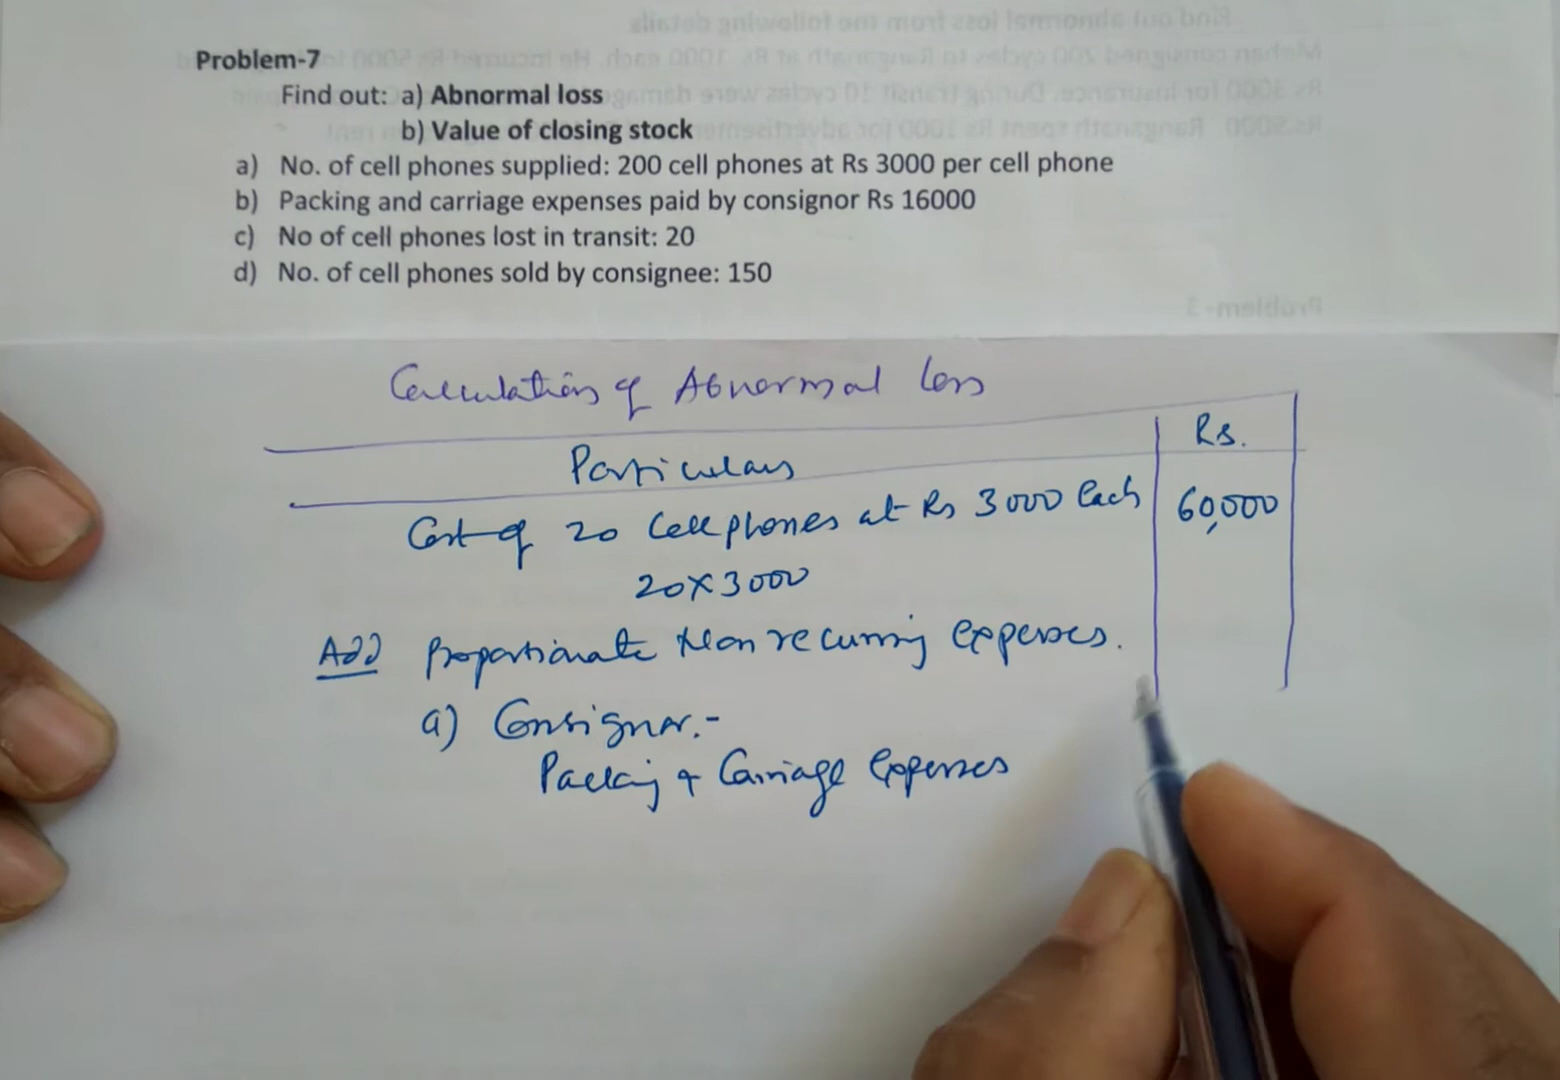 Problem-7
Find out: a) Abnormal loss
b) Value of closing stock
a) No. of cell phones supplied: 200 cell phones at Rs 3000 per cell phone
b) Packing and carriage expenses paid by consignor Rs 16000
c) No of cell phones lost in transit: 20
d) No. of cell phones sold by consignee: 150
Problem-3
Calculation of Abnormal loss
Particulars Rs.
Cost of 20 Cell phones at Rs 3000 Each 60,000
20x3000
Add Proportionate Non recurring expenses.
a) Consignor.-
Packing & Carriage Expenses